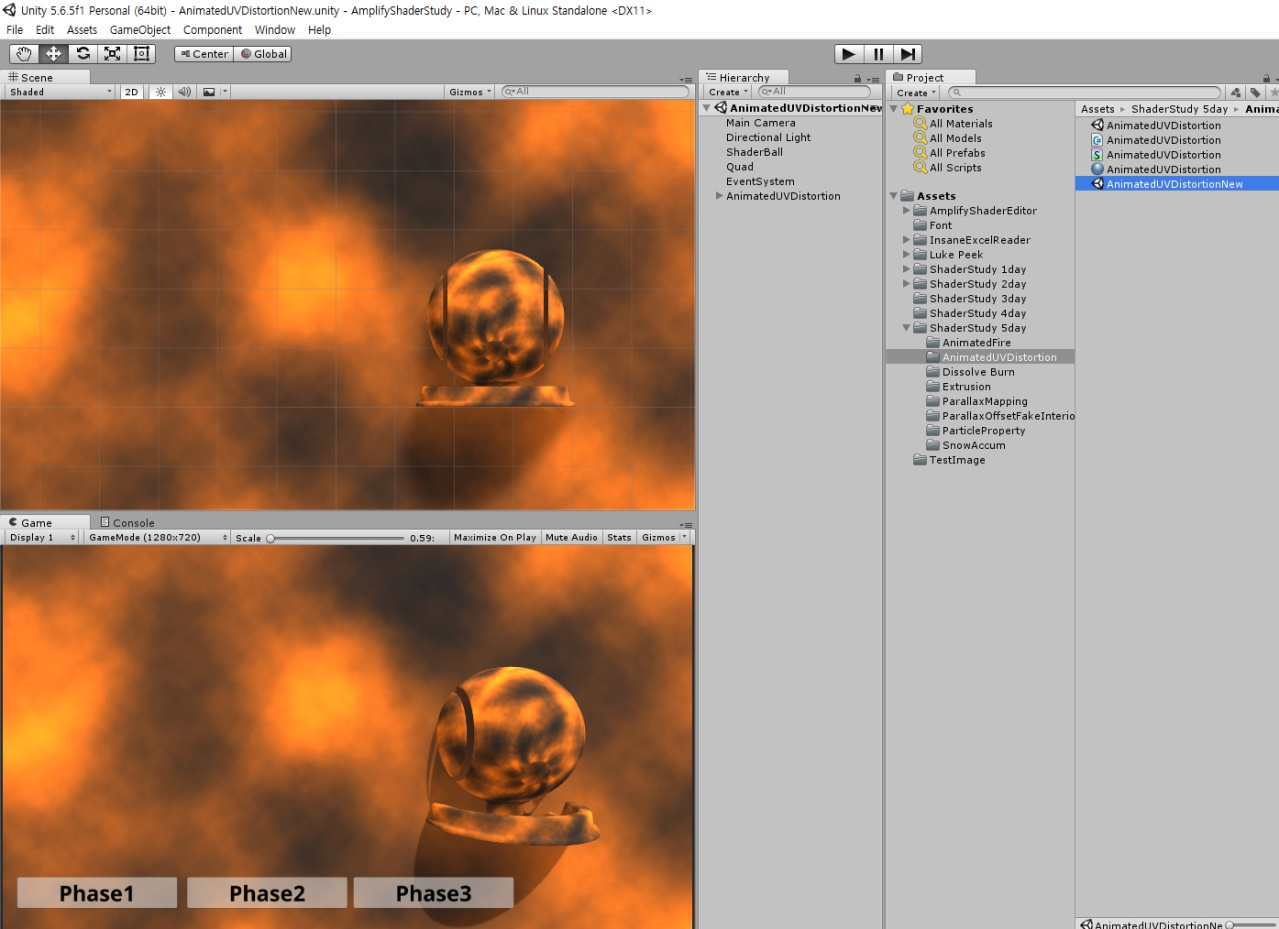 Unity 5.6.5f1 Personal (64bit) - AnimatedUVDistortionNew.unity - AmplifyShaderStudy - PC, Mac & Linux Standalone <DX11>
File Edit Assets GameObject Component Window Help
Center Global
Scene
Shaded 2D Gizmos All
Hierarchy
Create All
AnimatedUVDistortionNew
Main Camera
Directional Light
ShaderBall
Quad
EventSystem
AnimatedUVDistortion
Project
Create
Favorites
All Materials
All Models
All Prefabs
All Scripts
Assets
AmplifyShaderEditor
Font
InsaneExcelReader
Luke Peek
ShaderStudy 1day
ShaderStudy 2day
ShaderStudy 3day
ShaderStudy 4day
ShaderStudy 5day
AnimatedFire
AnimatedUVDistortion
Dissolve Burn
Extrusion
ParallaxMapping
ParallaxOffsetFakeInterio
ParticleProperty
SnowAccum
TestImage
Assets ShaderStudy 5day Anima
AnimatedUVDistortion
AnimatedUVDistortion
AnimatedUVDistortion
AnimatedUVDistortion
AnimatedUVDistortionNew
Game Console
Display 1 GameMode (1280x720) Scale 0.59: Maximize On Play Mute Audio Stats Gizmos
Phase1 Phase2 Phase3
AnimatedUVDistortionNe